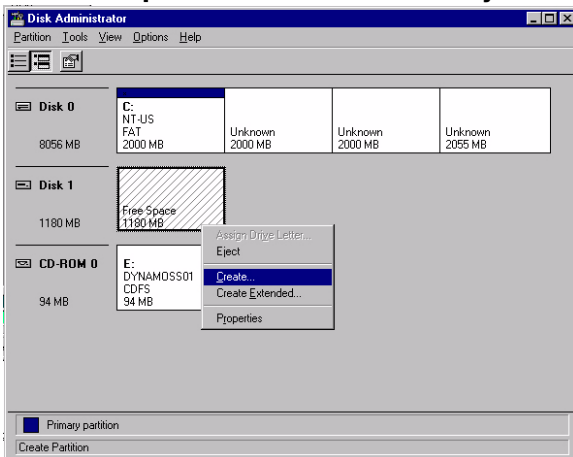 Disk Administrator
Partition Tools View Options Help
Disk 0
8056 MB
C:
NT-US
FAT
2000 MB
Unknown
2000 MB
Unknown
2000 MB
Unknown
2055 MB
Disk 1
1180 MB
Free Space
1180 MB
Assign Drive Letter...
Eject
Create...
Create Extended...
Properties
CD-ROM 0
94 MB
E:
DYNAMOSS01
CDFS
94 MB
Primary partition
Create Partition